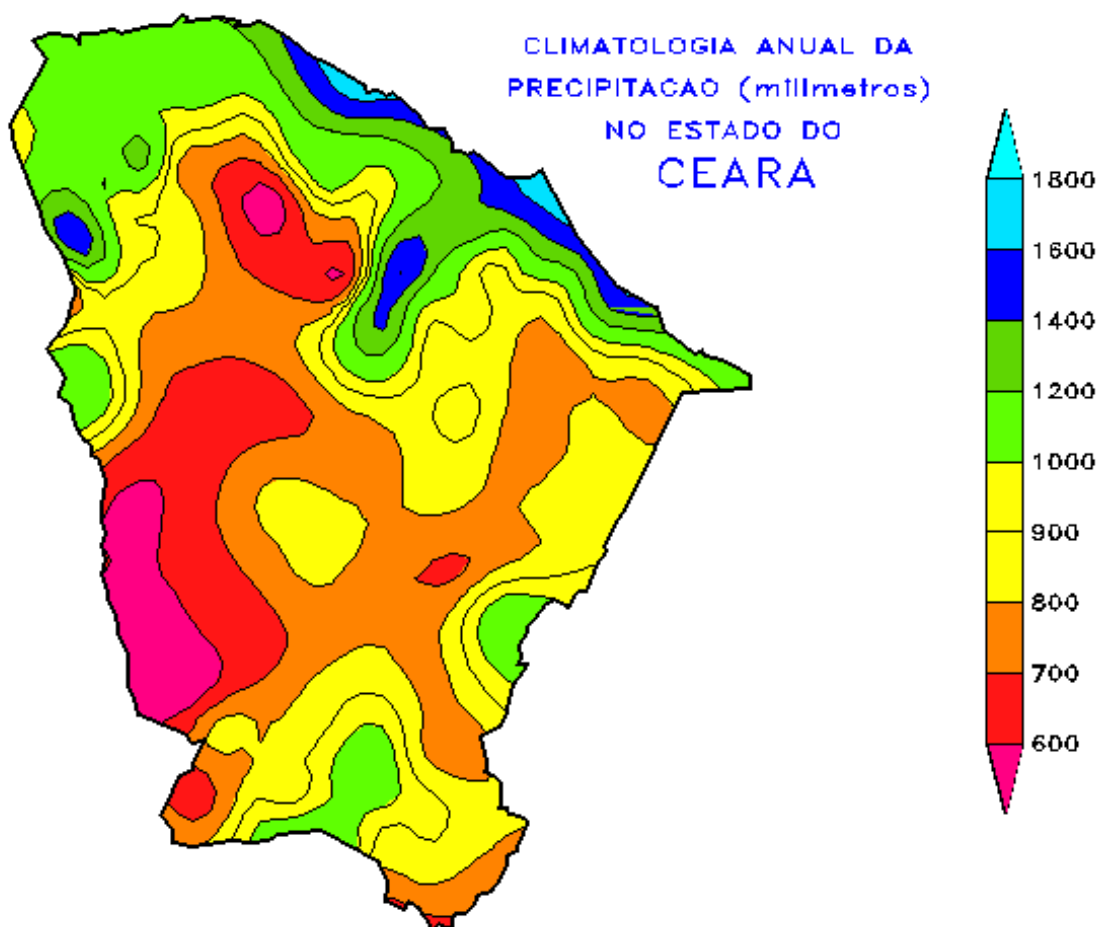 CLIMATOLOGIA ANUAL DA
PRECIPITACAO (milimetros)
NO ESTADO DO
CEARA
1800
1600
1400
1200
1000
900
800
700
600